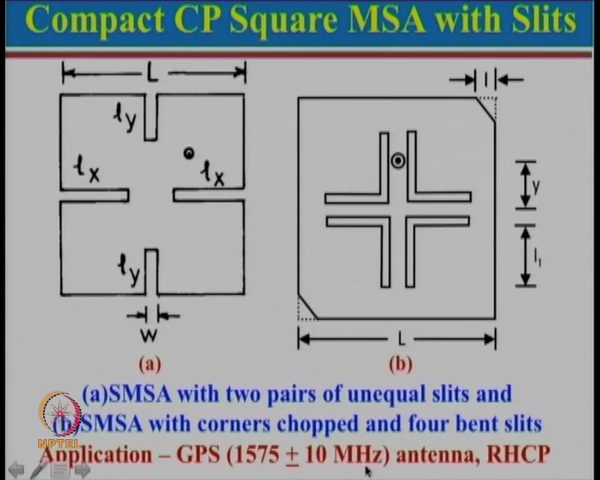 Compact CP Square MSA with Slits
L
l
ly
lx
lx
y
ly
l1
W
L
(a)
(b)
(a)SMSA with two pairs of unequal slits and
(b)SMSA with corners chopped and four bent slits
NPTEL
Application – GPS (1575 ± 10 MHz) antenna, RHCP